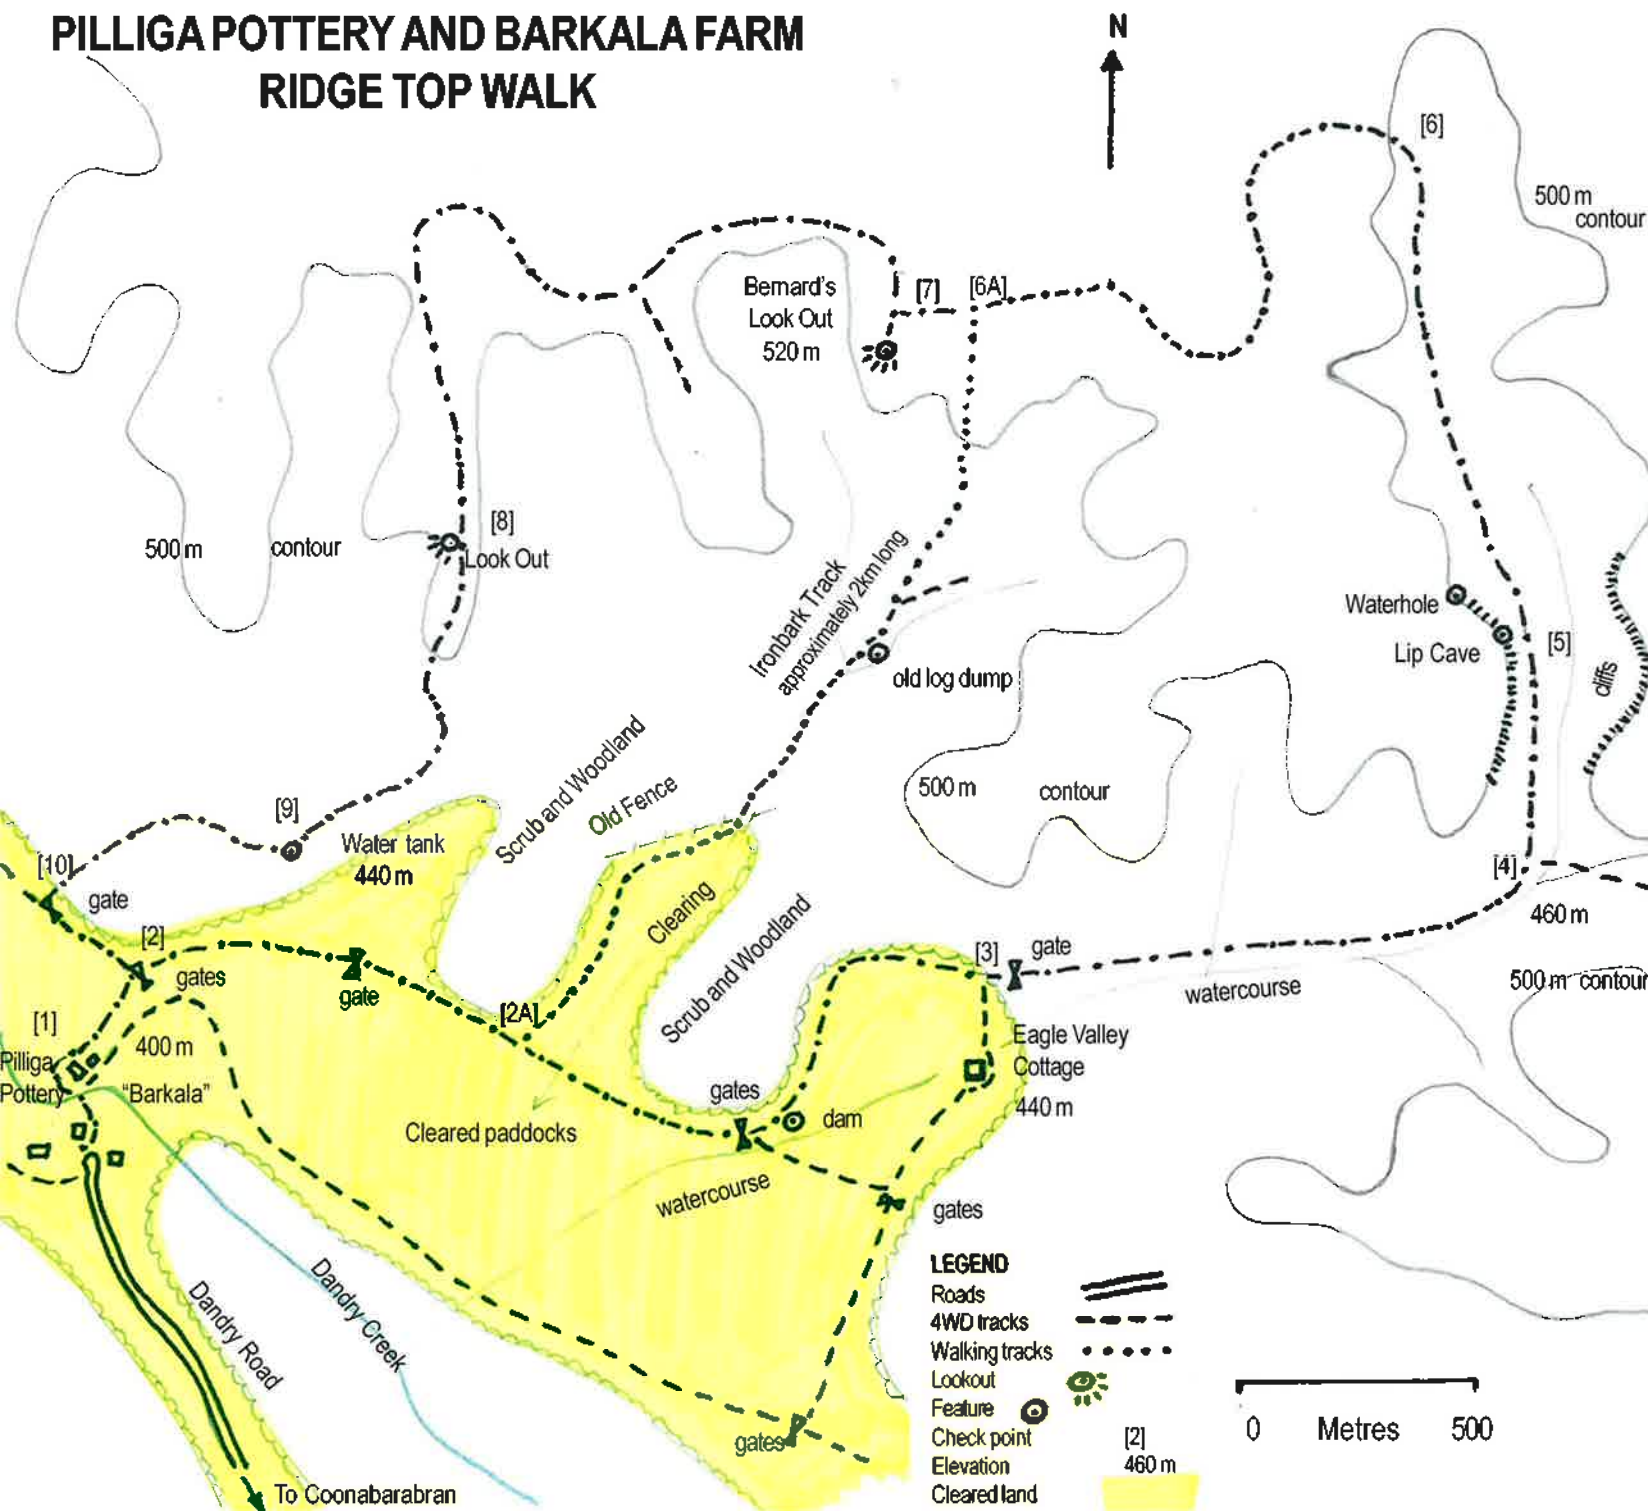 PILLIGA POTTERY AND BARKALA FARM
RIDGE TOP WALK
N
[6]
500 m
contour
Bernard's
Look Out
520 m
[7]
[6A]
500 m
contour
[8]
Look Out
Ironbark Track
approximately 2km long
old log dump
Waterhole
Lip Cave
[5]
cliffs
500 m
contour
Scrub and Woodland
Old Fence
[9]
Water tank
440 m
[10]
gate
[2]
gates
gate
Clearing
Scrub and Woodland
[2A]
[3]
gate
[4]
460 m
500 m contour
watercourse
[1]
Pilliga
Pottery
400 m
"Barkala"
Eagle Valley
Cottage
440 m
gates
dam
Cleared paddocks
watercourse
gates
Dandry Road
Dandry Creek
gates
To Coonabarabran
LEGEND
Roads
4WD tracks
Walking tracks
Lookout
Feature
Check point
[2]
Elevation
460 m
Cleared land
0 Metres 500